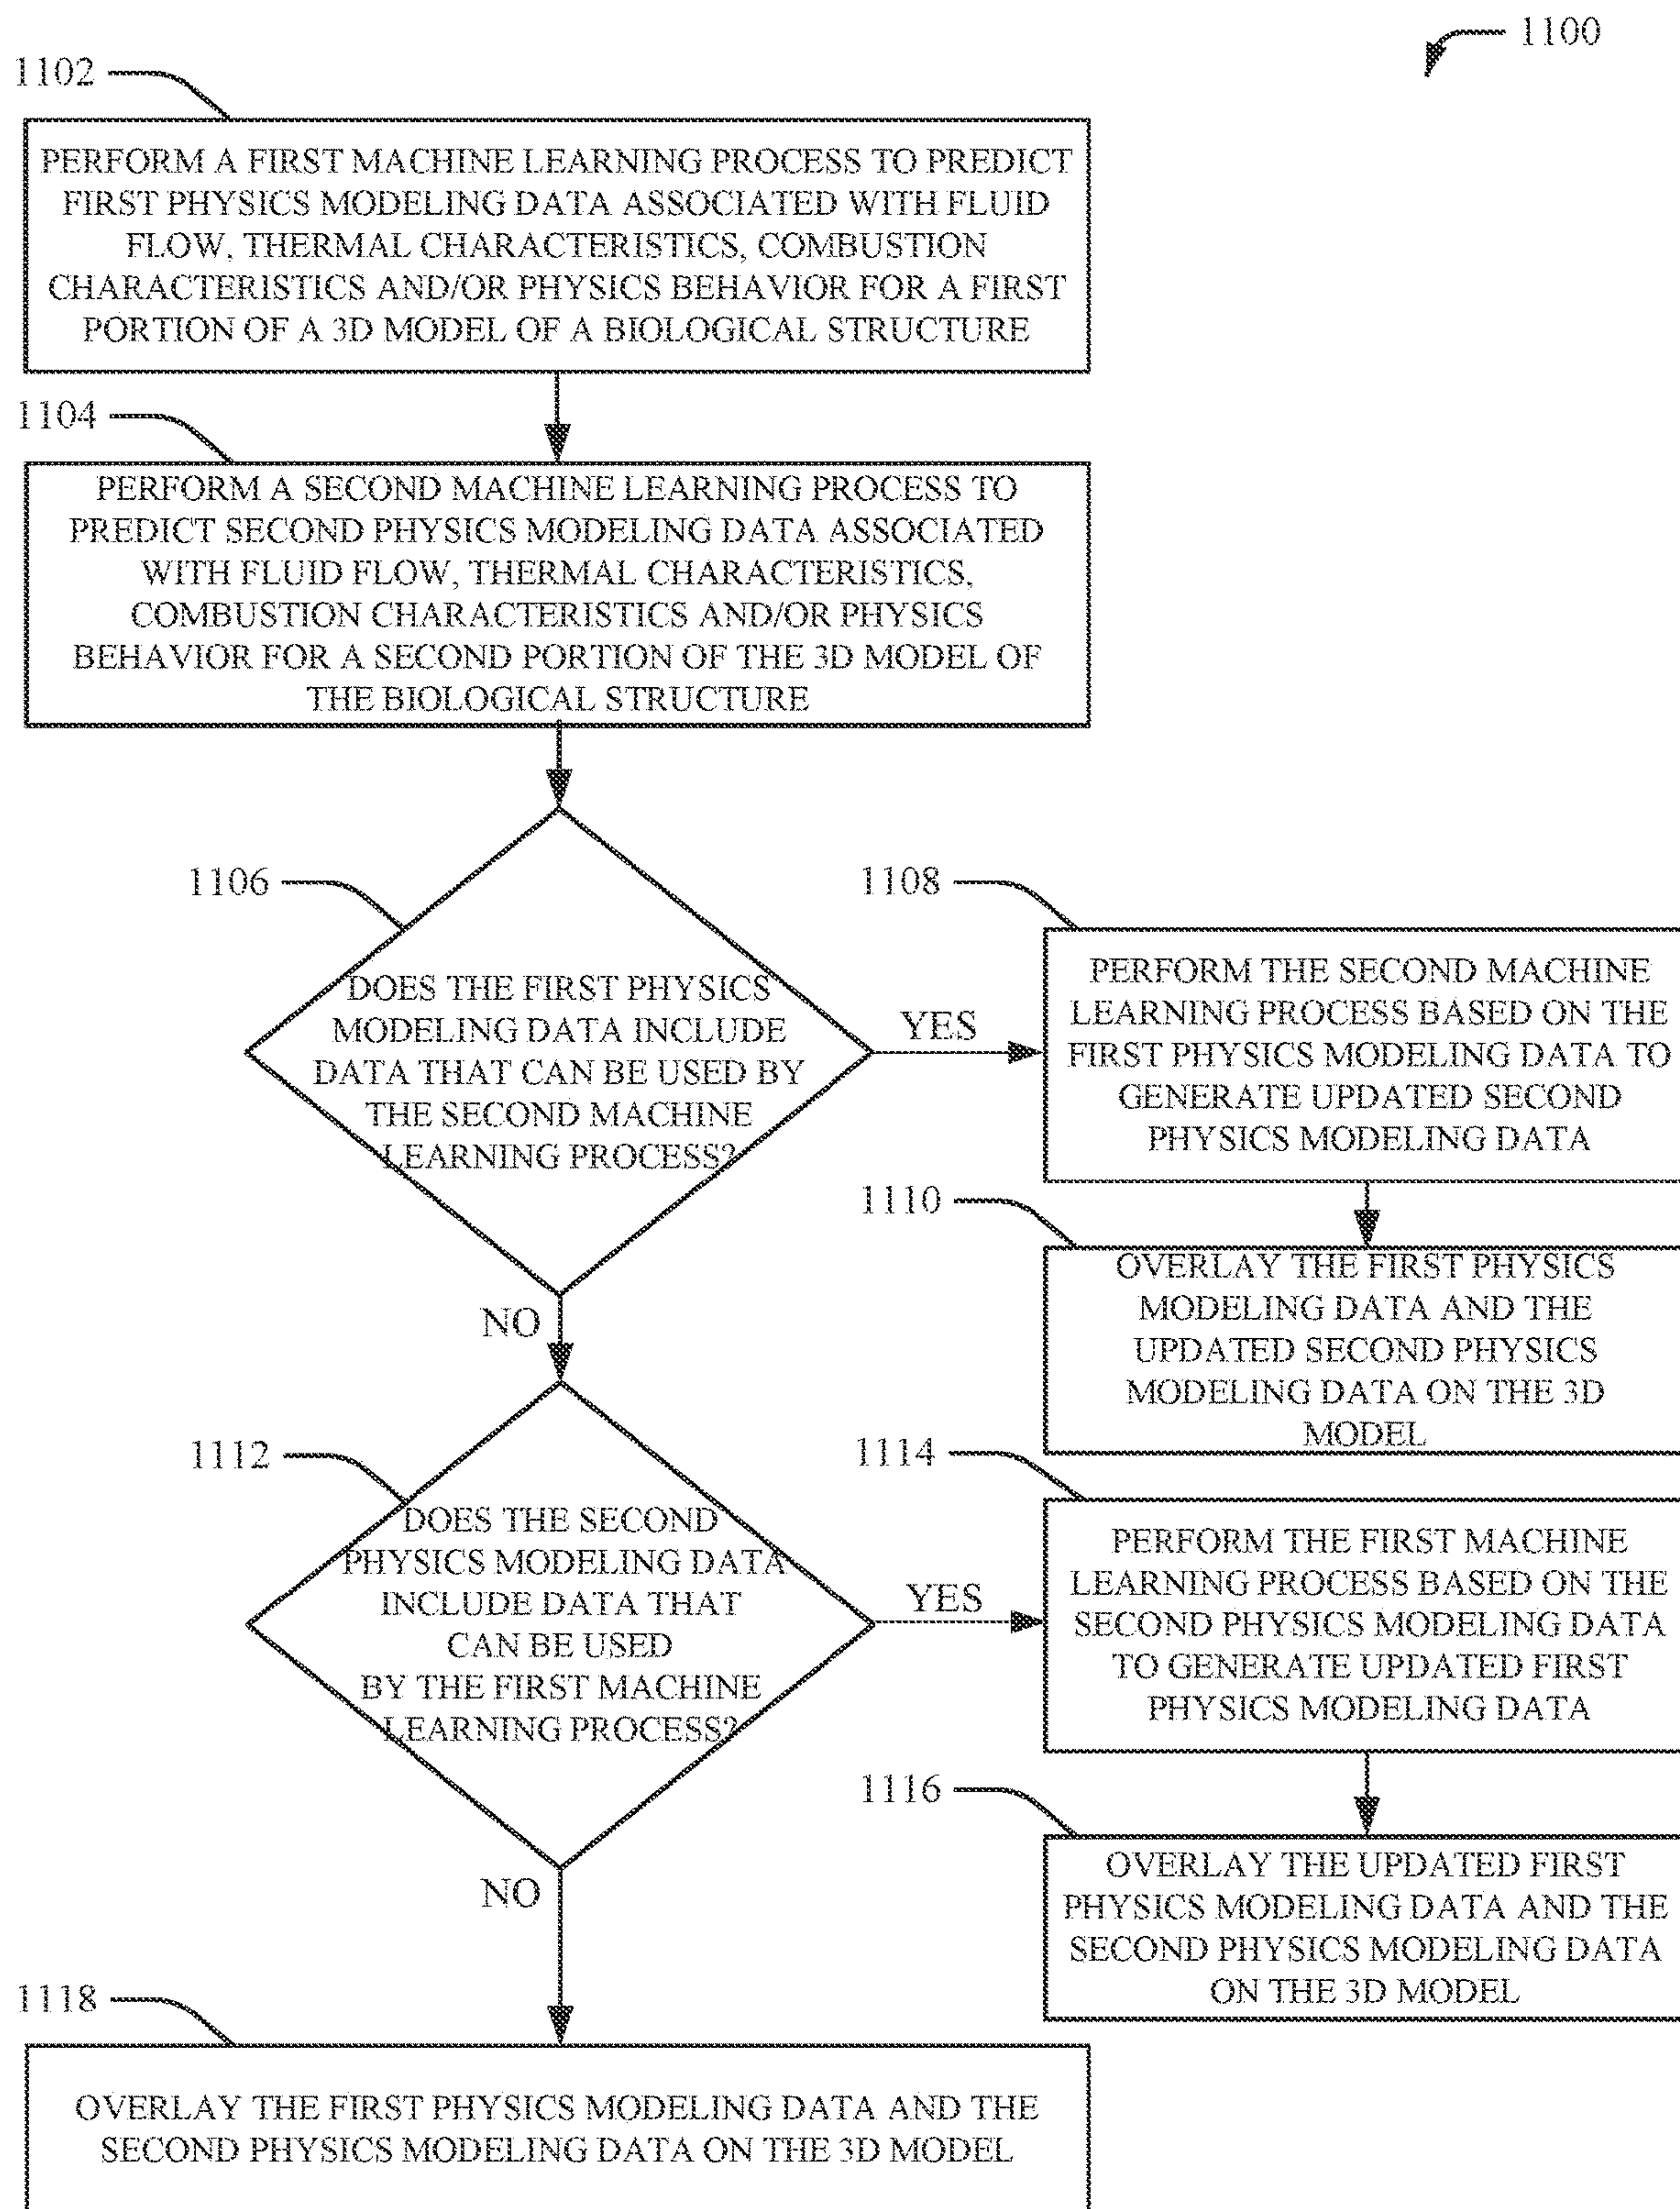 1100
1102
PERFORM A FIRST MACHINE LEARNING PROCESS TO PREDICT
FIRST PHYSICS MODELING DATA ASSOCIATED WITH FLUID
FLOW, THERMAL CHARACTERISTICS, COMBUSTION
CHARACTERISTICS AND/OR PHYSICS BEHAVIOR FOR A FIRST
PORTION OF A 3D MODEL OF A BIOLOGICAL STRUCTURE
1104
PERFORM A SECOND MACHINE LEARNING PROCESS TO
PREDICT SECOND PHYSICS MODELING DATA ASSOCIATED
WITH FLUID FLOW, THERMAL CHARACTERISTICS,
COMBUSTION CHARACTERISTICS AND/OR PHYSICS
BEHAVIOR FOR A SECOND PORTION OF THE 3D MODEL OF
THE BIOLOGICAL STRUCTURE
1106
DOES THE FIRST PHYSICS
MODELING DATA INCLUDE
DATA THAT CAN BE USED BY
THE SECOND MACHINE
LEARNING PROCESS?
YES
1108
PERFORM THE SECOND MACHINE
LEARNING PROCESS BASED ON THE
FIRST PHYSICS MODELING DATA TO
GENERATE UPDATED SECOND
PHYSICS MODELING DATA
1110
OVERLAY THE FIRST PHYSICS
MODELING DATA AND THE
UPDATED SECOND PHYSICS
MODELING DATA ON THE 3D
MODEL
NO
1112
DOES THE SECOND
PHYSICS MODELING DATA
INCLUDE DATA THAT
CAN BE USED
BY THE FIRST MACHINE
LEARNING PROCESS?
YES
1114
PERFORM THE FIRST MACHINE
LEARNING PROCESS BASED ON THE
SECOND PHYSICS MODELING DATA
TO GENERATE UPDATED FIRST
PHYSICS MODELING DATA
1116
OVERLAY THE UPDATED FIRST
PHYSICS MODELING DATA AND THE
SECOND PHYSICS MODELING DATA
ON THE 3D MODEL
NO
1118
OVERLAY THE FIRST PHYSICS MODELING DATA AND THE
SECOND PHYSICS MODELING DATA ON THE 3D MODEL